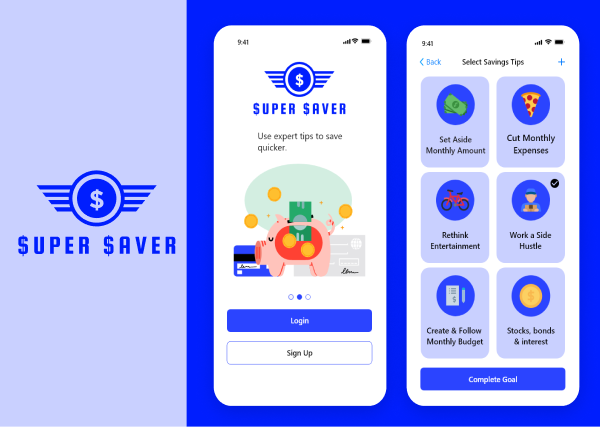 $UPER $AVER
9:41
$
$UPER $AVER
Use expert tips to save
quicker.
Login
Sign Up
9:41
Back
Select Savings Tips
+
Set Aside
Monthly Amount
Cut Monthly
Expenses
Rethink
Entertainment
Work a Side
Hustle
Create & Follow
Monthly Budget
Stocks, bonds
& interest
Complete Goal